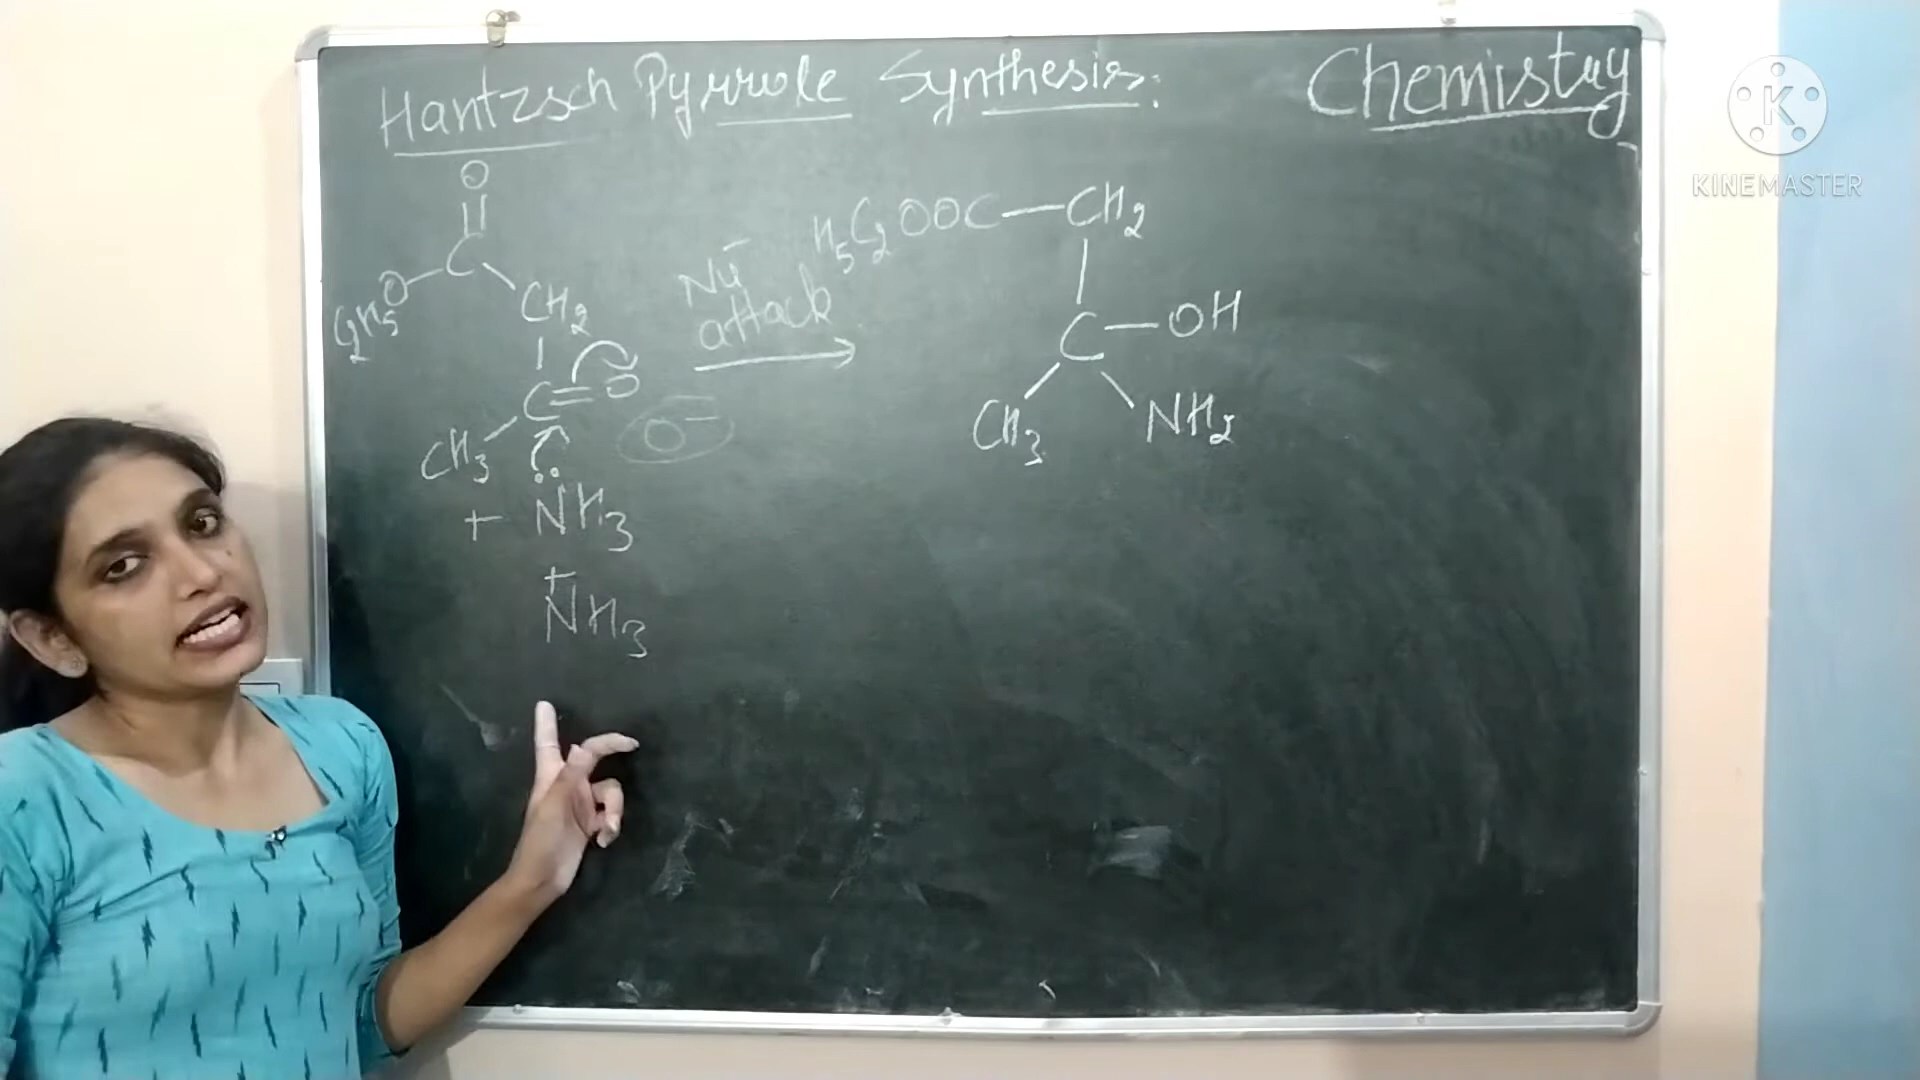 Hantzsch Pyrrole Synthesis:
Chemistry
K
KINEMASTER
O
C
C2H5O
CH2
C=O
CH3
O-
+ NH3
+
NH3
Nu-
attack
H5C2OOC—CH2
C—OH
CH3
NH2